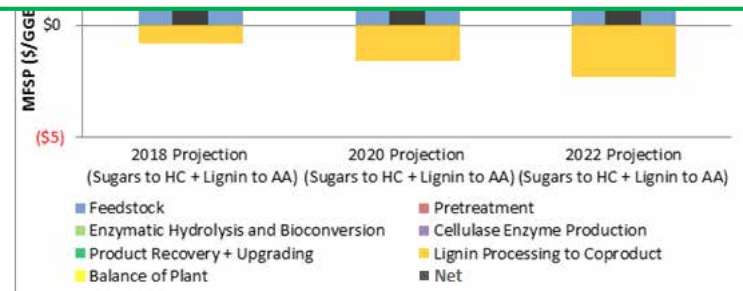 $0
MFSP ($/GGE
($5)
2018 Projection 2020 Projection 2022 Projection
(Sugars to HC + Lignin to AA) (Sugars to HC + Lignin to AA) (Sugars to HC + Lignin to AA)
Feedstock Pretreatment
Enzymatic Hydrolysis and Bioconversion Cellulase Enzyme Production
Product Recovery + Upgrading Lignin Processing to Coproduct
Balance of Plant Net